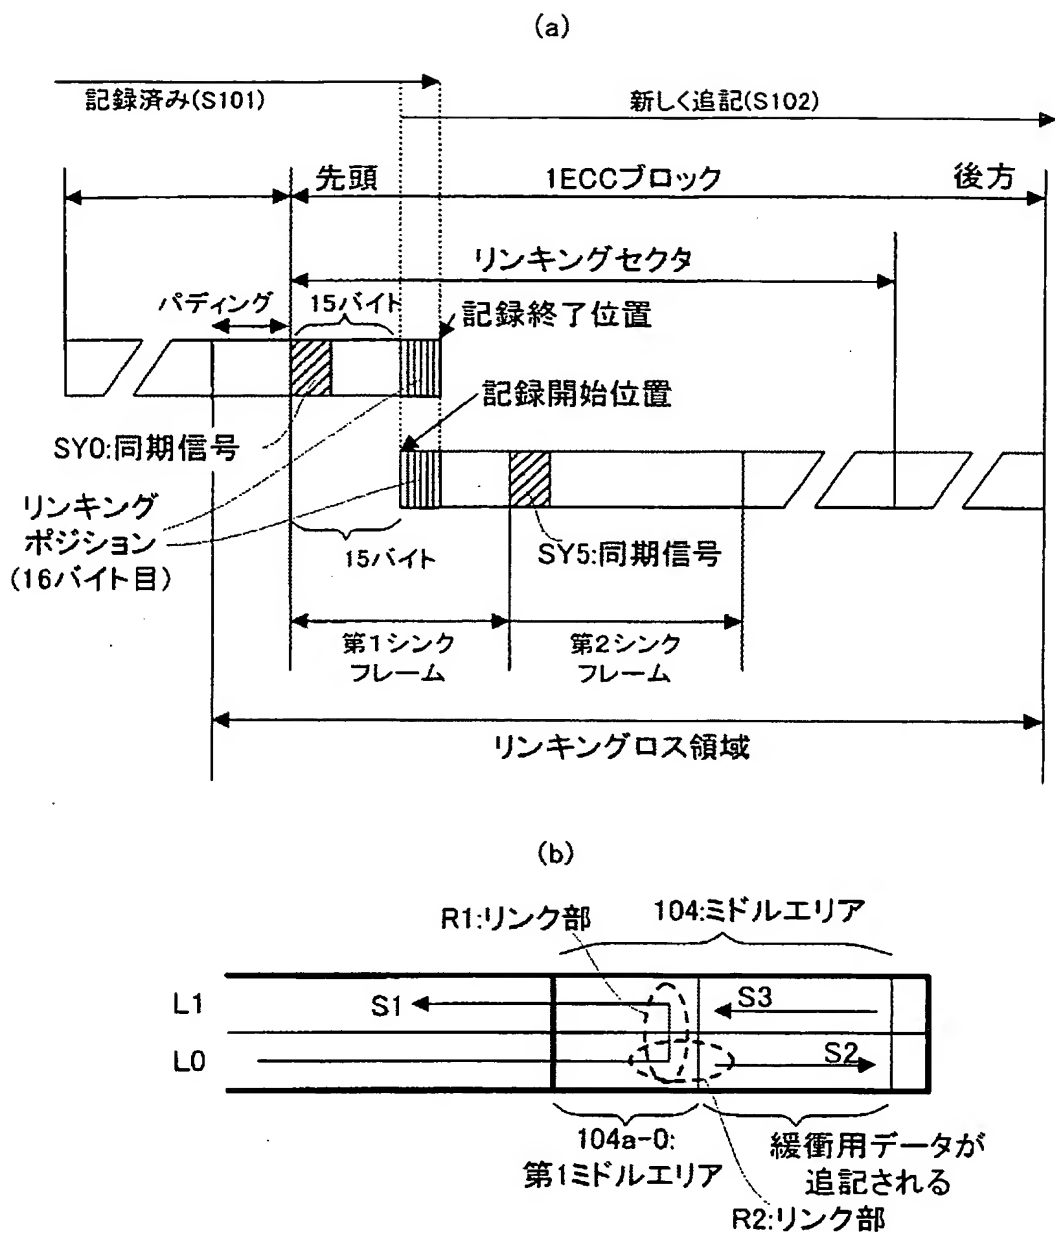 (a)
記録済み(S101)
新しく追記(S102)
先頭
1ECCブロック
後方
リンキングセクタ
パディング
15バイト
記録終了位置
記録開始位置
SY0:同期信号
リンキング
ポジション
(16バイト目)
15バイト
SY5:同期信号
第1シンク
フレーム
第2シンク
フレーム
リンキングロス領域
(b)
R1:リンク部
104:ミドルエリア
L1
S1
S3
L0
S2
104a-0:
第1ミドルエリア
緩衝用データが
追記される
R2:リンク部